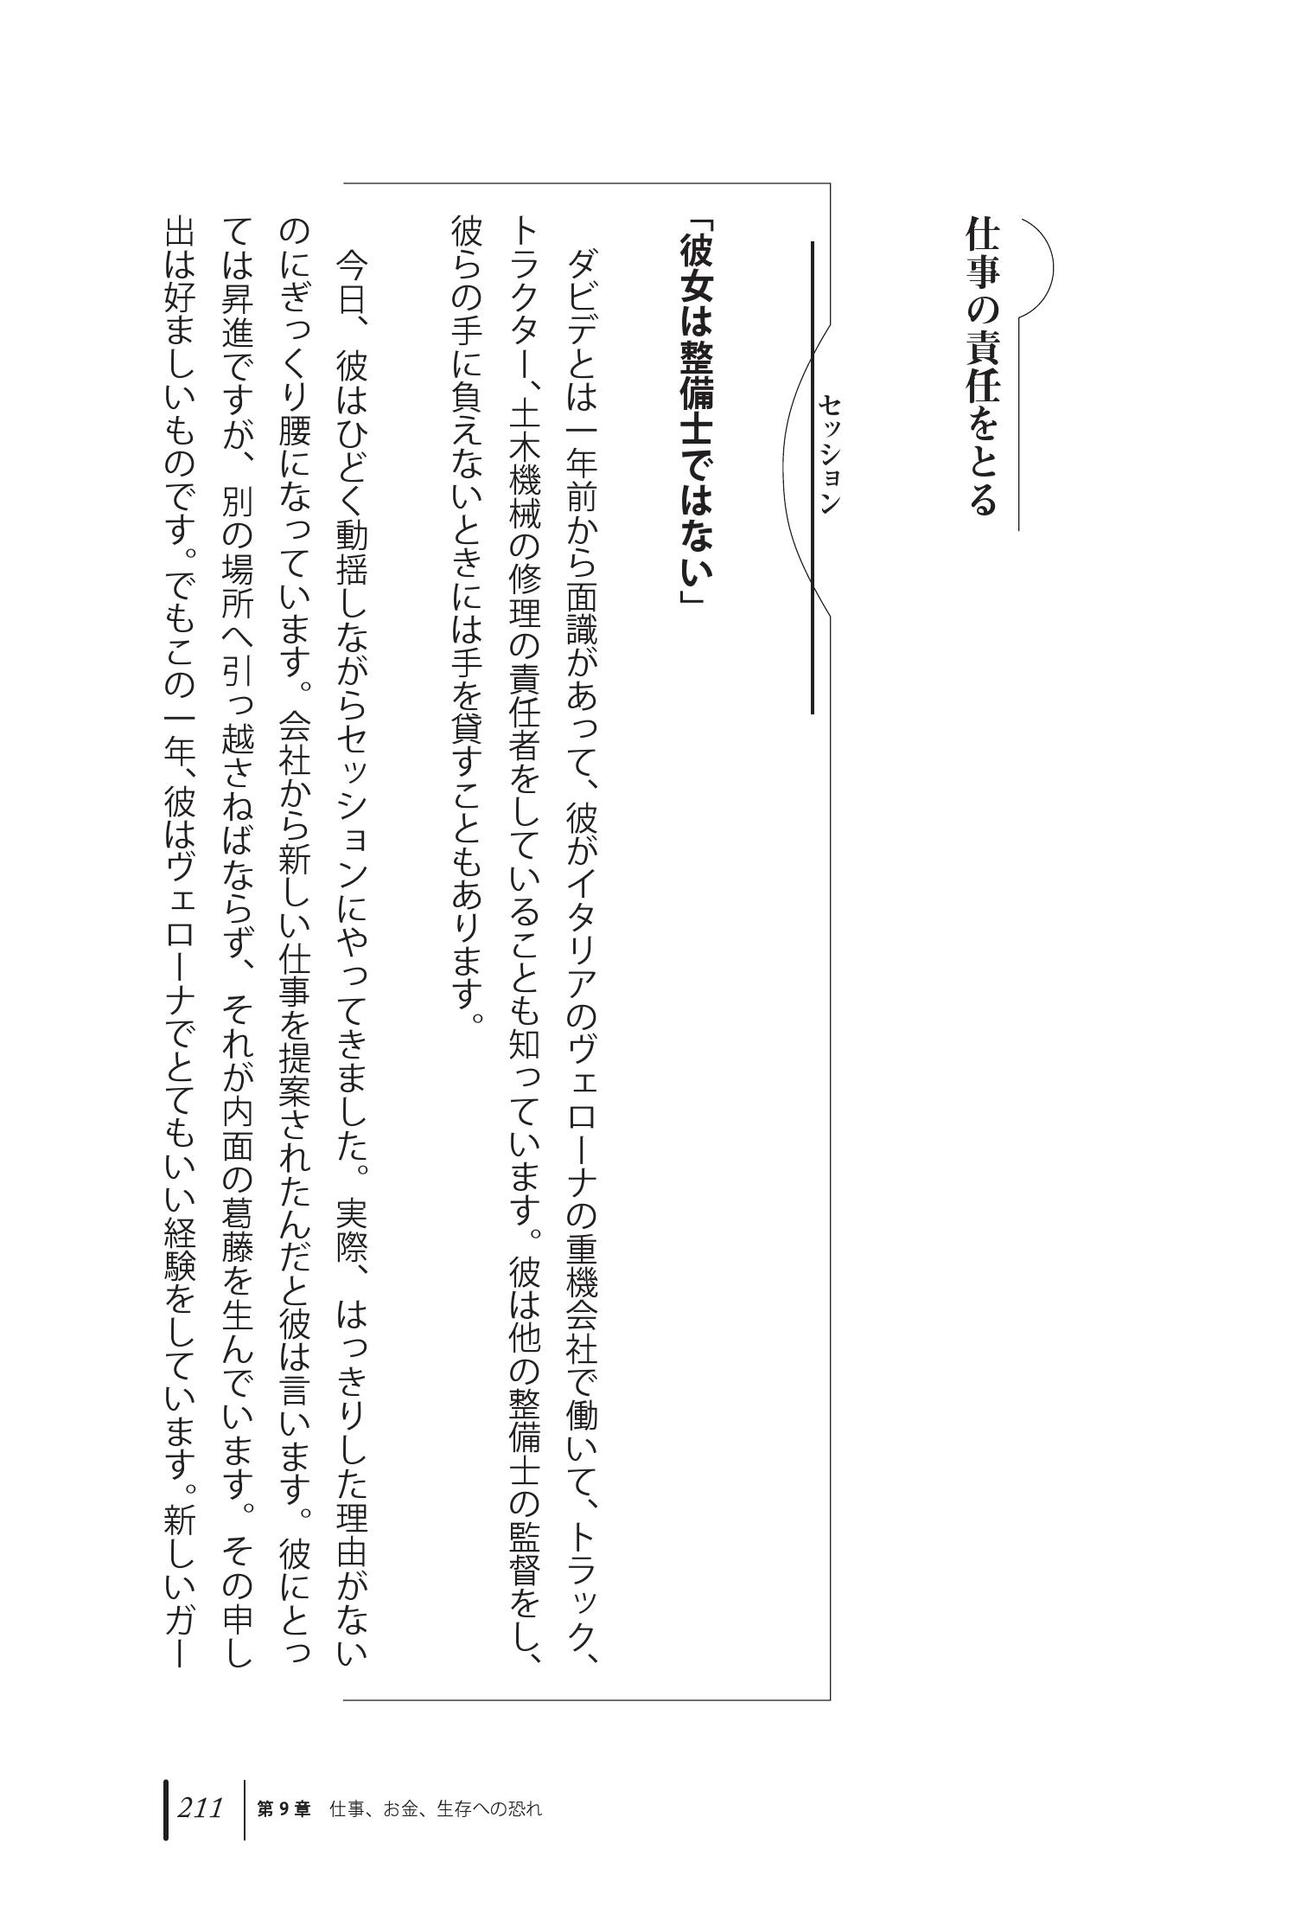 仕事の責任をとる
セッション
「彼女は整備士ではない」
ダビデとは一年前から面識があって、彼がイタリアのヴェローナの重機会社で働いて、トラック、
トラクター、土木機械の修理の責任者をしていることも知っています。彼は他の整備士の監督をし、
彼らの手に負えないときには手を貸すこともあります。
今日、彼はひどく動揺しながらセッションにやってきました。実際、はっきりした理由がない
のにぎっくり腰になっています。会社から新しい仕事を提案されたんだと彼は言います。彼にとっ
ては昇進ですが、別の場所へ引っ越さねばならず、それが内面の葛藤を生んでいます。その申し
出は好ましいものです。でもこの一年、彼はヴェローナでとてもいい経験をしています。新しいガー
211 第9章 仕事、お金、生存への恐れ